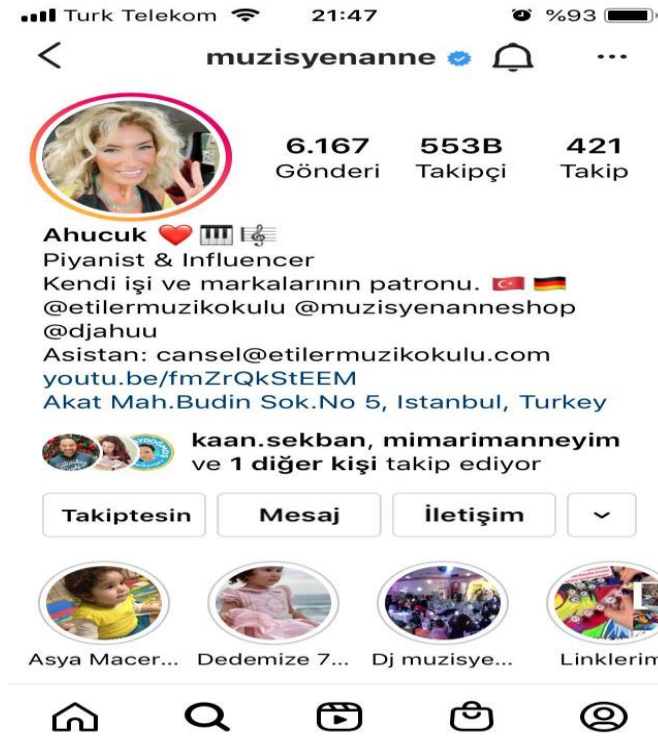 Turk Telekom 21:47 %93
muzisyenanne
6.167 553B 421
Gönderi Takipçi Takip
Ahucuk ❤️ 🎹 🎼
Piyanist & Influencer
Kendi işi ve markalarının patronu. 🇹🇷 🇩🇪
@etilermuzikokulu @muzisyenanneshop
@djahuu
Asistan: cansel@etilermuzikokulu.com
youtu.be/fmZrQkStEEM
Akat Mah.Budin Sok.No 5, Istanbul, Turkey
kaan.sekban, mimarimanneyim
ve 1 diğer kişi takip ediyor
Takiptesin Mesaj İletişim
Asya Macer... Dedemize 7... Dj muzisye... Linklerim